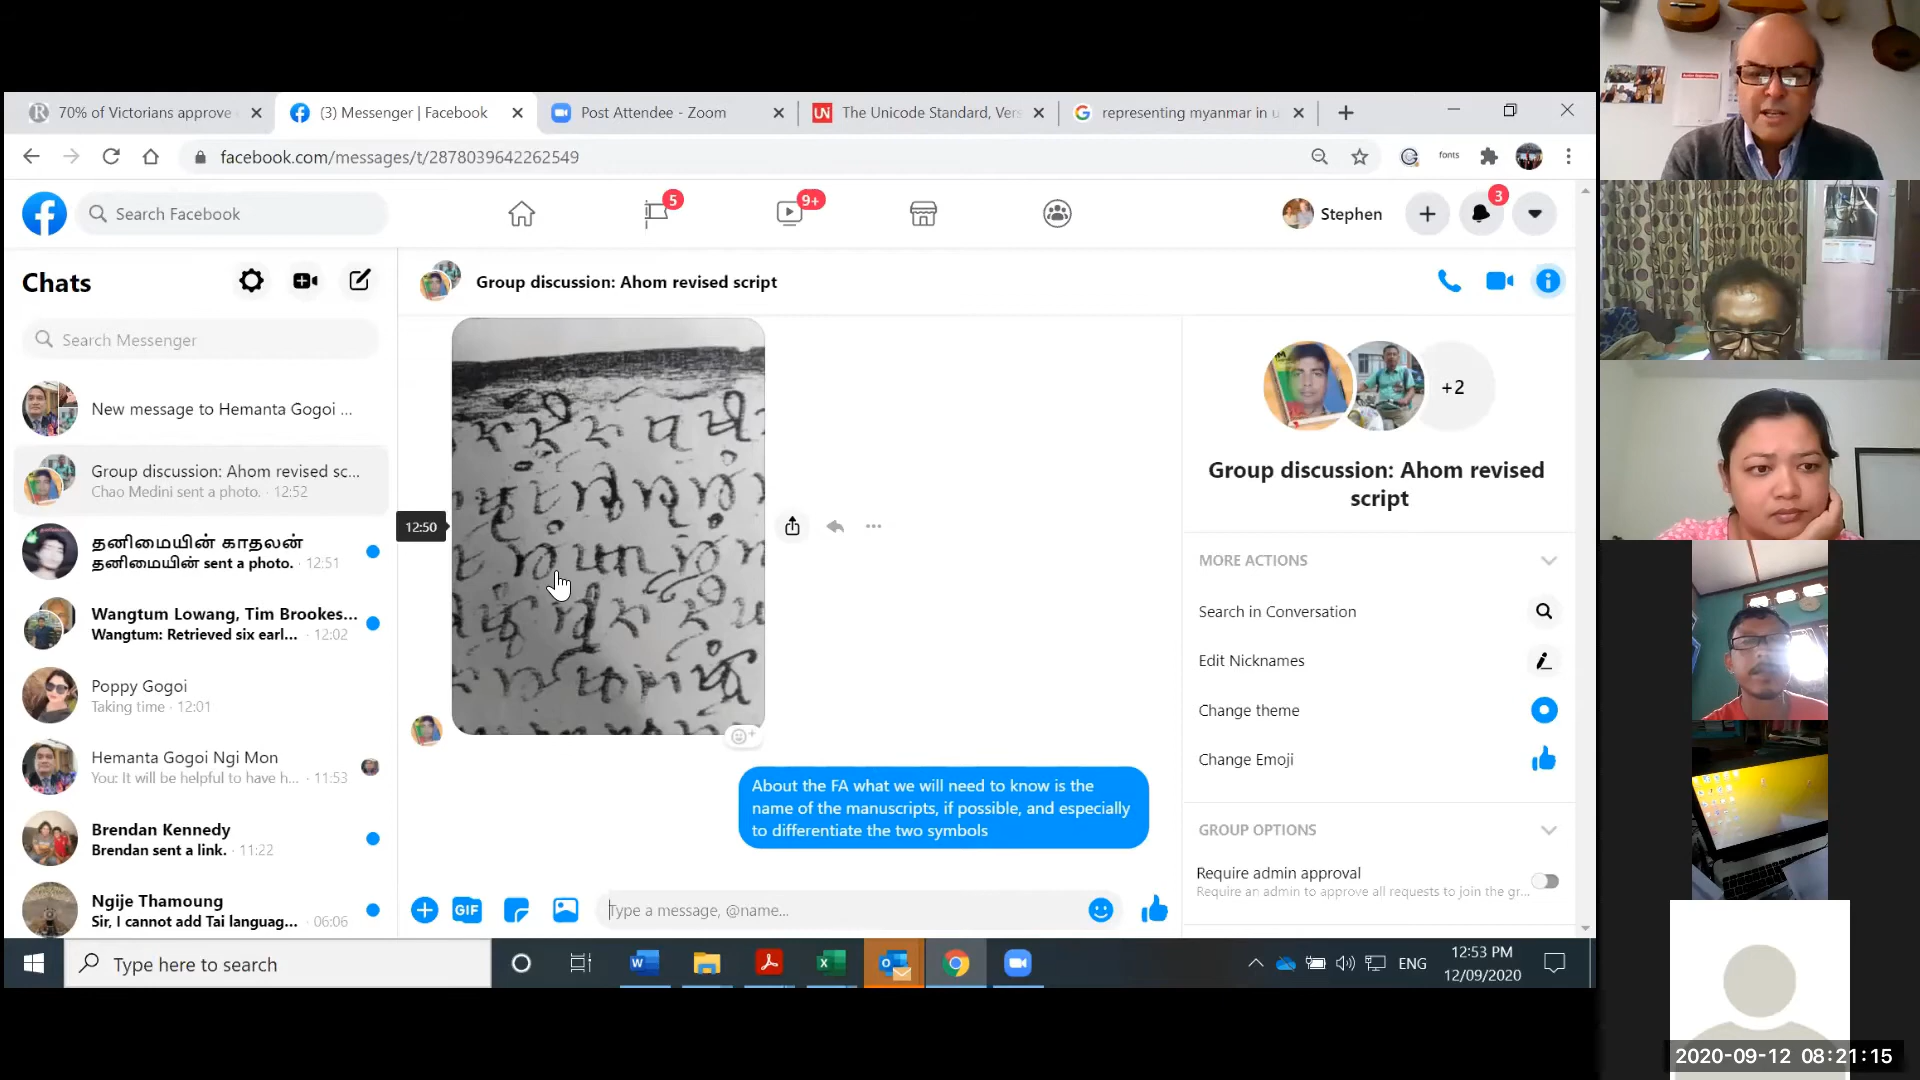 70% of Victorians approve
(3) Messenger | Facebook
Post Attendee - Zoom
The Unicode Standard, Vers
representing myanmar in u
facebook.com/messages/t/2878039642262549
fonts
Search Facebook
5
9+
Stephen
3
Chats
Search Messenger
New message to Hemanta Gogoi ...
Group discussion: Ahom revised sc...
Chao Medini sent a photo. · 12:52
தனிமையின் காதலன்
தனிமையின் sent a photo. · 12:51
Wangtum Lowang, Tim Brookes...
Wangtum: Retrieved six earl... · 12:02
Poppy Gogoi
Taking time · 12:01
Hemanta Gogoi Ngi Mon
You: It will be helpful to have h... · 11:53
Brendan Kennedy
Brendan sent a link. · 11:22
Ngije Thamoung
Sir, I cannot add Tai languag... · 06:06
Group discussion: Ahom revised script
12:50
About the FA what we will need to know is the
name of the manuscripts, if possible, and especially
to differentiate the two symbols
GIF
Type a message, @name...
+2
Group discussion: Ahom revised
script
MORE ACTIONS
Search in Conversation
Edit Nicknames
Change theme
Change Emoji
GROUP OPTIONS
Require admin approval
Require an admin to approve all requests to join the gr...
Type here to search
ENG
12:53 PM
12/09/2020
2020-09-12 08:21:15